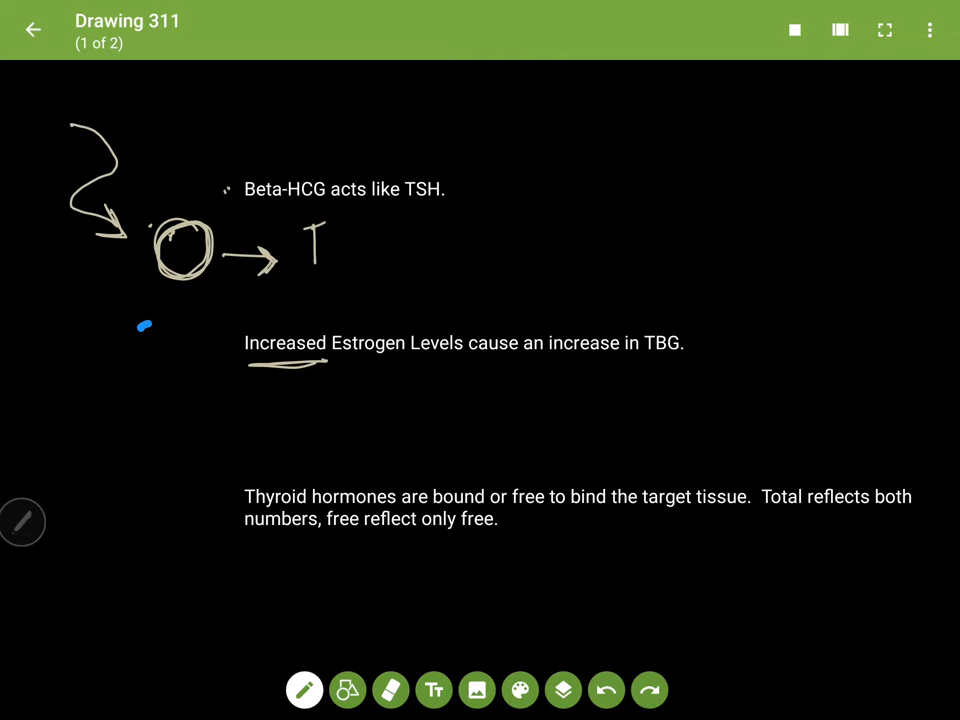 Drawing 311
(1 of 2)
Beta-HCG acts like TSH.
T
Increased Estrogen Levels cause an increase in TBG.
Thyroid hormones are bound or free to bind the target tissue.  Total reflects both
numbers, free reflect only free.
Tт